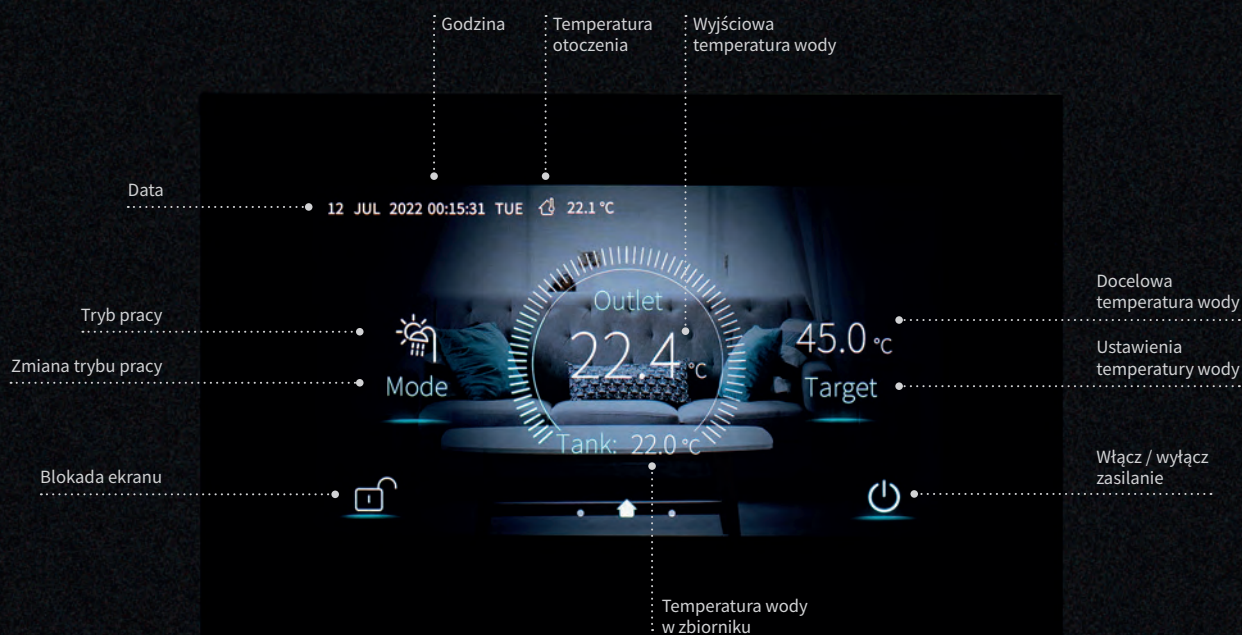 Godzina
Temperatura
otoczenia
Wyjściowa
temperatura wody
Data
12 JUL 2022 00:15:31 TUE 22.1 °C
Docelowa
temperatura wody
Outlet
Tryb pracy
22.4 °C
45.0 °C
Ustawienia
temperatury wody
Zmiana trybu pracy
Mode
Target
Tank: 22.0 °C
Włącz / wyłącz
zasilanie
Blokada ekranu
Temperatura wody
w zbiorniku